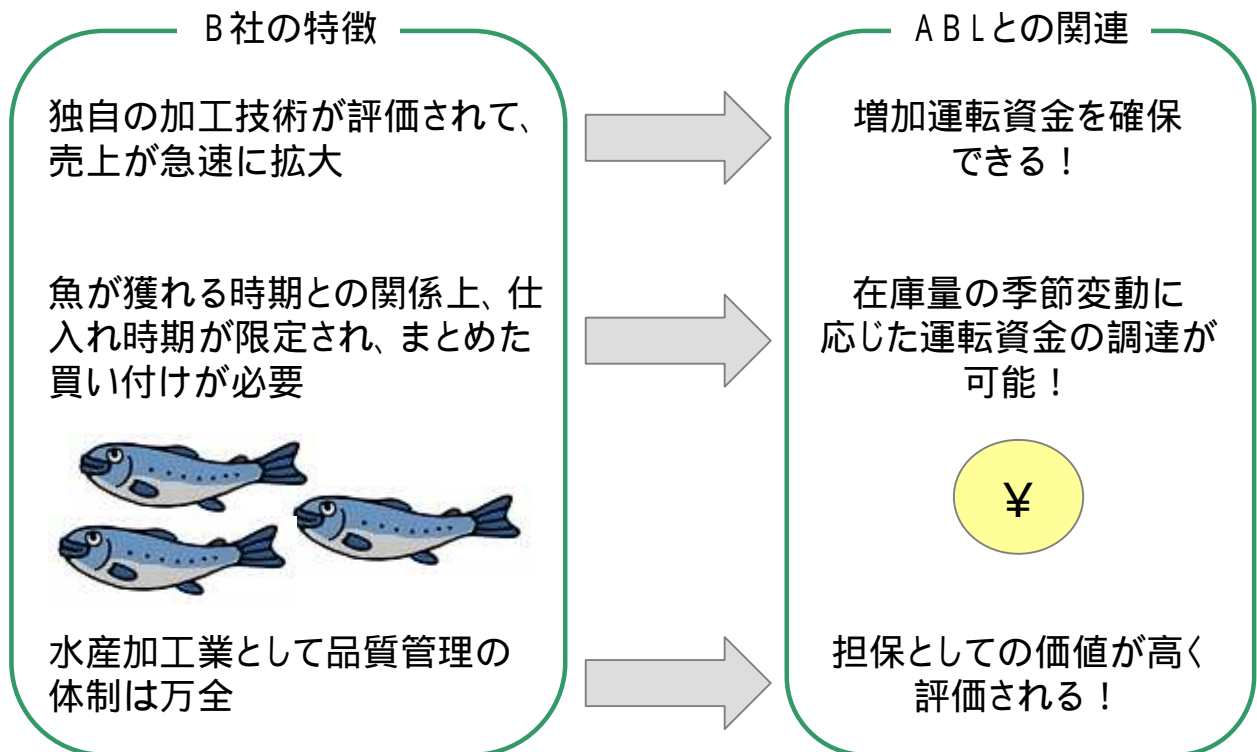 B社の特徴
独自の加工技術が評価されて、
売上が急速に拡大
魚が獲れる時期との関係上、仕
入れ時期が限定され、まとめた
買い付けが必要
水産加工業として品質管理の
体制は万全
ABLとの関連
増加運転資金を確保
できる!
在庫量の季節変動に
応じた運転資金の調達が
可能!
¥
担保としての価値が高く
評価される!